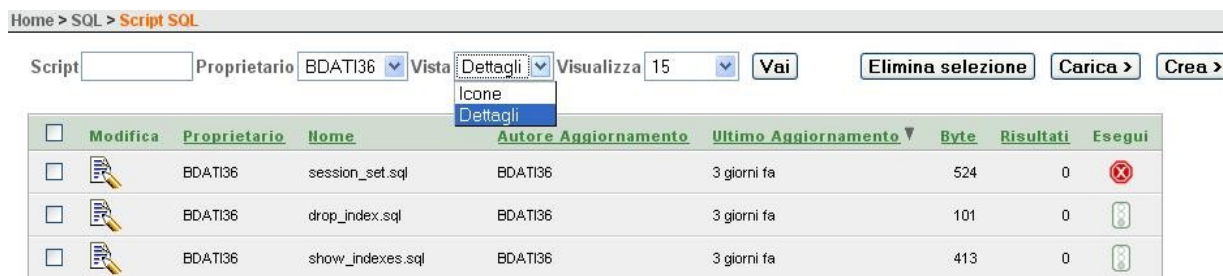 Home > SQL > Script SQL
Script Proprietario BDATI36 Vista Dettagli Visualizza 15 Vai Elimina selezione Carica > Crea >
Icone
Dettagli
Modifica Proprietario Nome Autore Aggiornamento Ultimo Aggiornamento Byte Risultati Esegui
BDATI36 session_set.sql BDATI36 3 giorni fa 524 0
BDATI36 drop_index.sql BDATI36 3 giorni fa 101 0
BDATI36 show_indexes.sql BDATI36 3 giorni fa 413 0